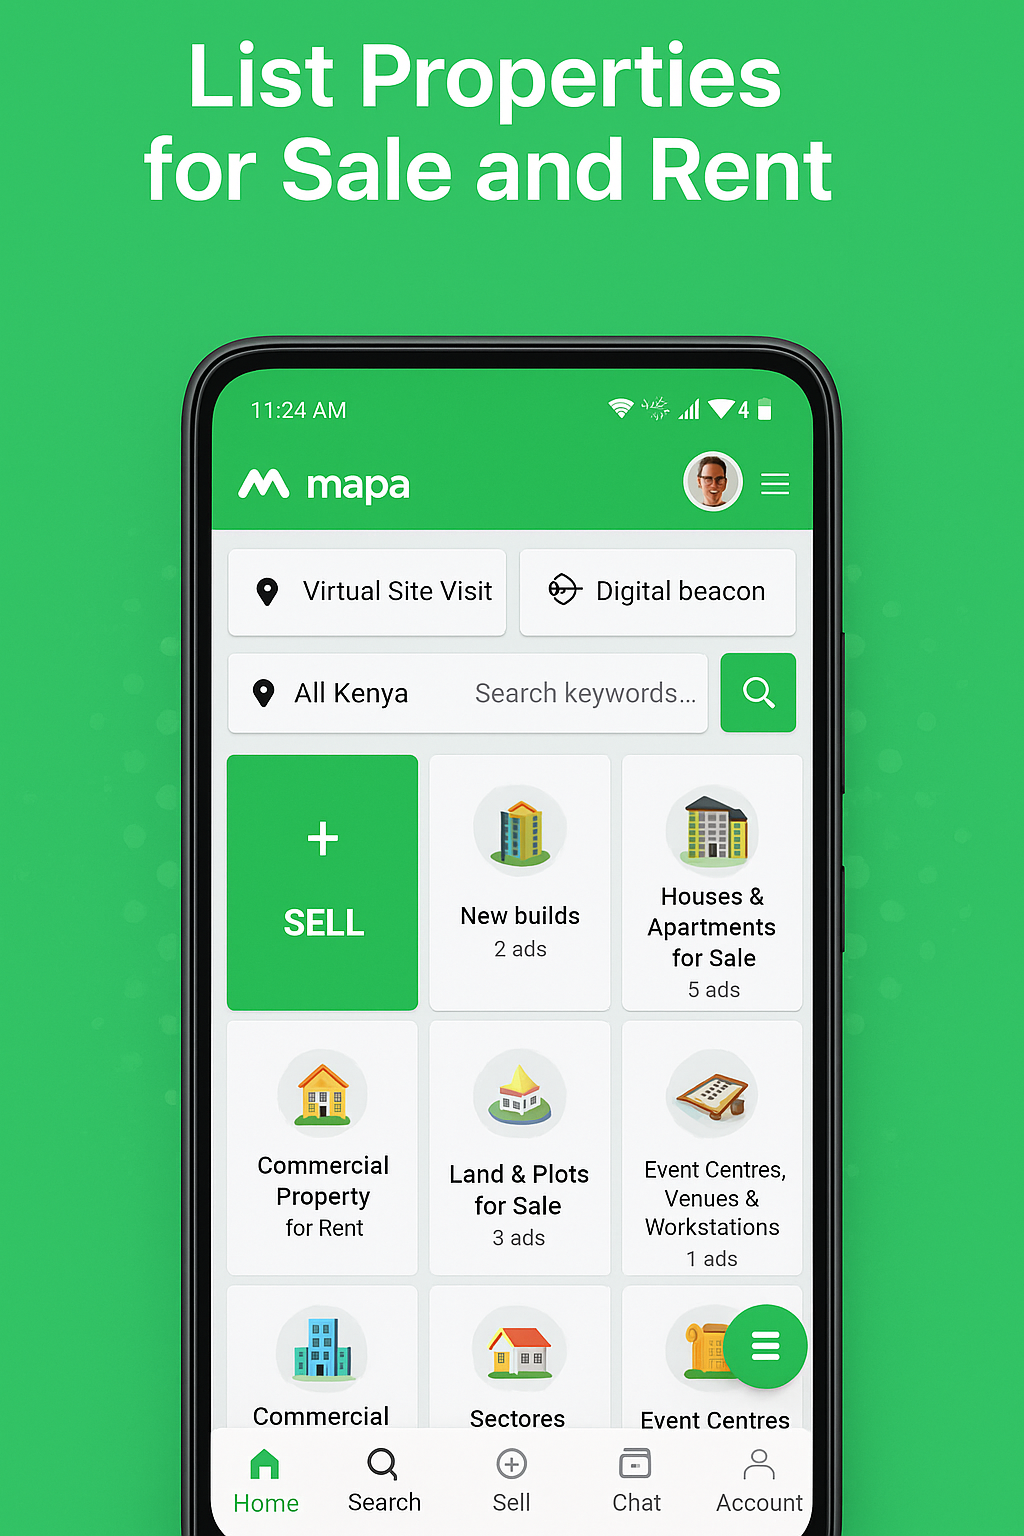 List Properties
for Sale and Rent
11:24 AM
4
mapa
Virtual Site Visit
Digital beacon
All Kenya
Search keywords...
+
SELL
New builds
2 ads
Houses &
Apartments
for Sale
5 ads
Commercial
Property
for Rent
Land & Plots
for Sale
3 ads
Event Centres,
Venues &
Workstations
1 ads
Commercial
Sectores
Event Centres
Home
Search
Sell
Chat
Account